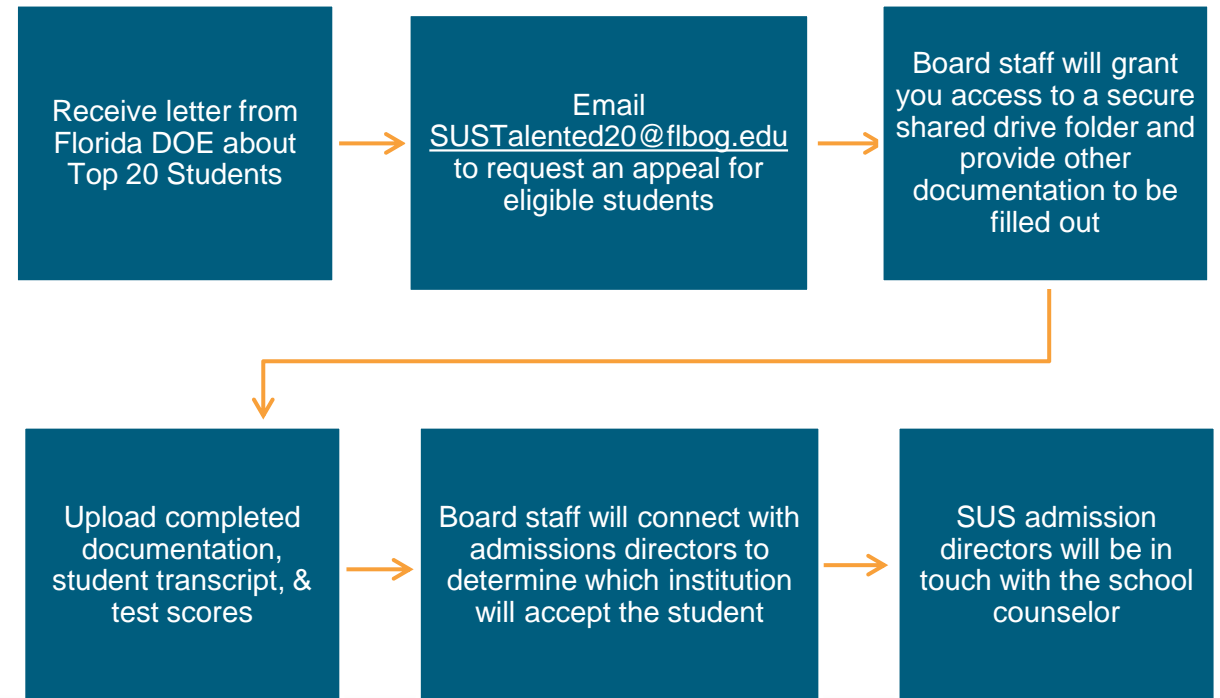 Receive letter from
Florida DOE about
Top 20 Students
Email
SUSTalented20@flbog.edu
to request an appeal for
eligible students
Board staff will grant
you access to a secure
shared drive folder and
provide other
documentation to be
filled out
Upload completed
documentation,
student transcript, &
test scores
Board staff will connect with
admissions directors to
determine which institution
will accept the student
SUS admission
directors will be in
touch with the school
counselor